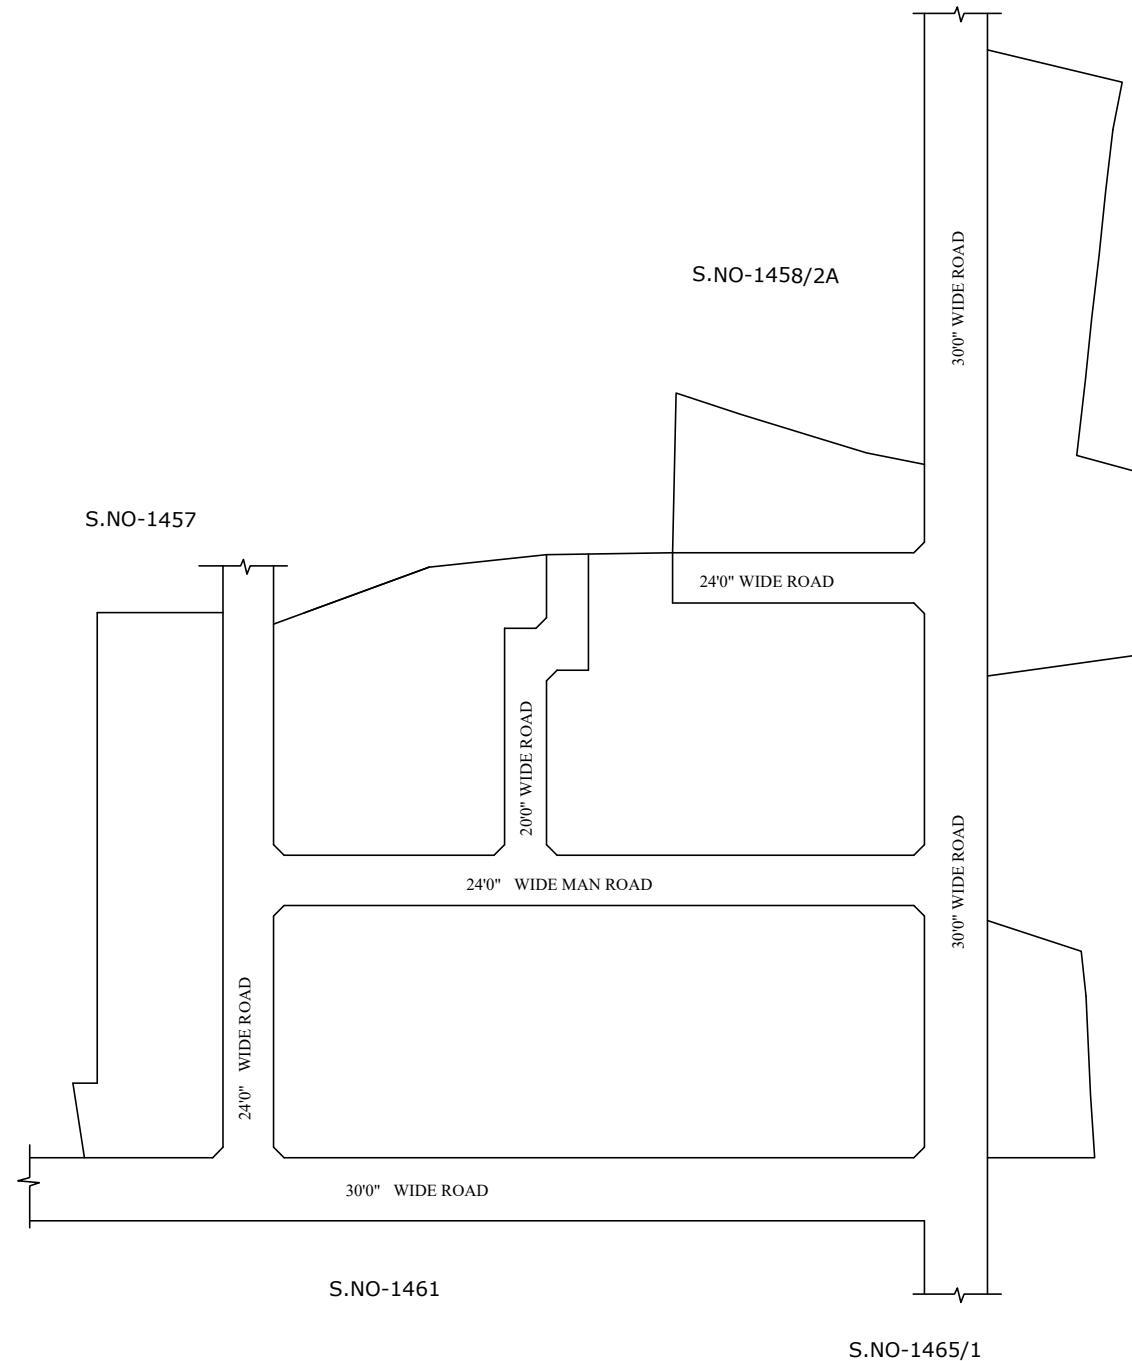 S.NO-1458/2A
30'0" WIDE ROAD
S.NO-1457
24'0" WIDE ROAD
20'0" WIDE ROAD
30'0" WIDE ROAD
24'0" WIDE MAN ROAD
24'0" WIDE ROAD
30'0" WIDE ROAD
S.NO-1461
S.NO-1465/1